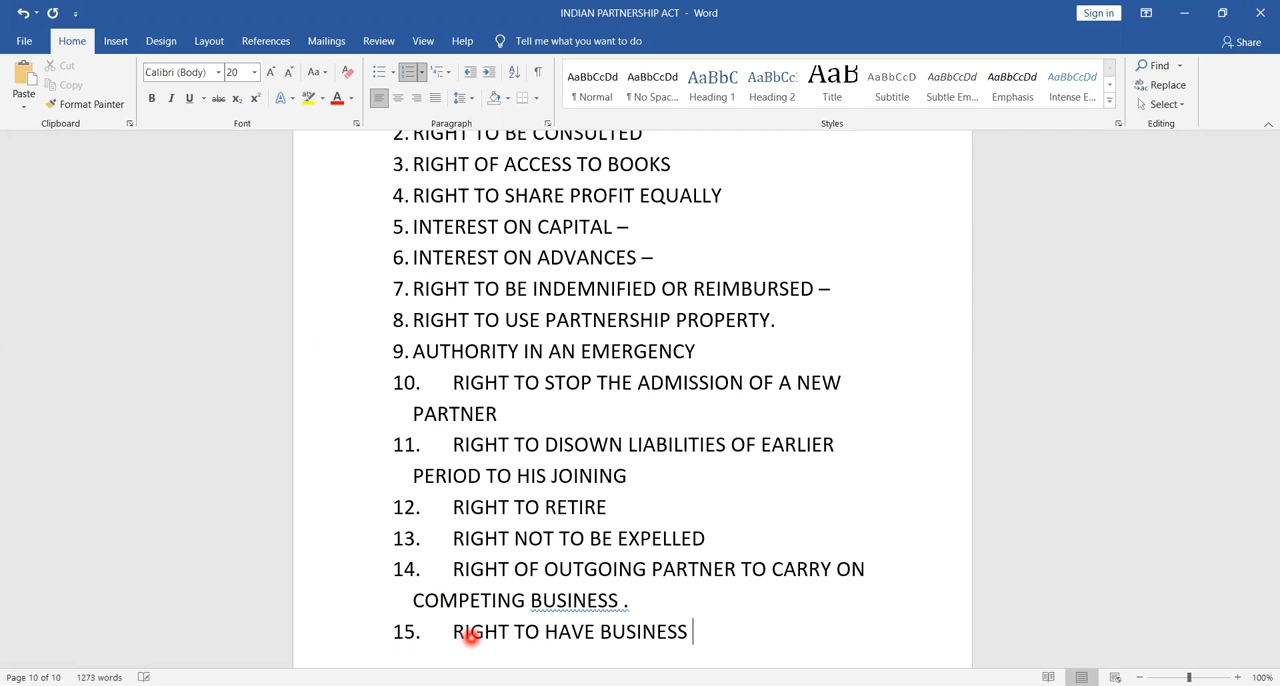 INDIAN PARTNERSHIP ACT - Word
Sign in
File Home Insert Design Layout References Mailings Review View Help Tell me what you want to do
Share
Paste
Cut
Copy
Format Painter
Clipboard
Calibri (Body) 20
Font
Paragraph
AaBbCcDd AaBbCcDd AaBbC AaBbCc AaB AaBbCcD AaBbCcDd AaBbCcDd AaBbCcDd
¶ Normal ¶ No Spac... Heading 1 Heading 2 Title Subtitle Subtle Em... Emphasis Intense E...
Styles
Find
Replace
Select
Editing
2. RIGHT TO BE CONSULTED
3. RIGHT OF ACCESS TO BOOKS
4. RIGHT TO SHARE PROFIT EQUALLY
5. INTEREST ON CAPITAL –
6. INTEREST ON ADVANCES –
7. RIGHT TO BE INDEMNIFIED OR REIMBURSED –
8. RIGHT TO USE PARTNERSHIP PROPERTY.
9. AUTHORITY IN AN EMERGENCY
10. RIGHT TO STOP THE ADMISSION OF A NEW
PARTNER
11. RIGHT TO DISOWN LIABILITIES OF EARLIER
PERIOD TO HIS JOINING
12. RIGHT TO RETIRE
13. RIGHT NOT TO BE EXPELLED
14. RIGHT OF OUTGOING PARTNER TO CARRY ON
COMPETING BUSINESS .
15. RIGHT TO HAVE BUSINESS
Page 10 of 10 1273 words
100%